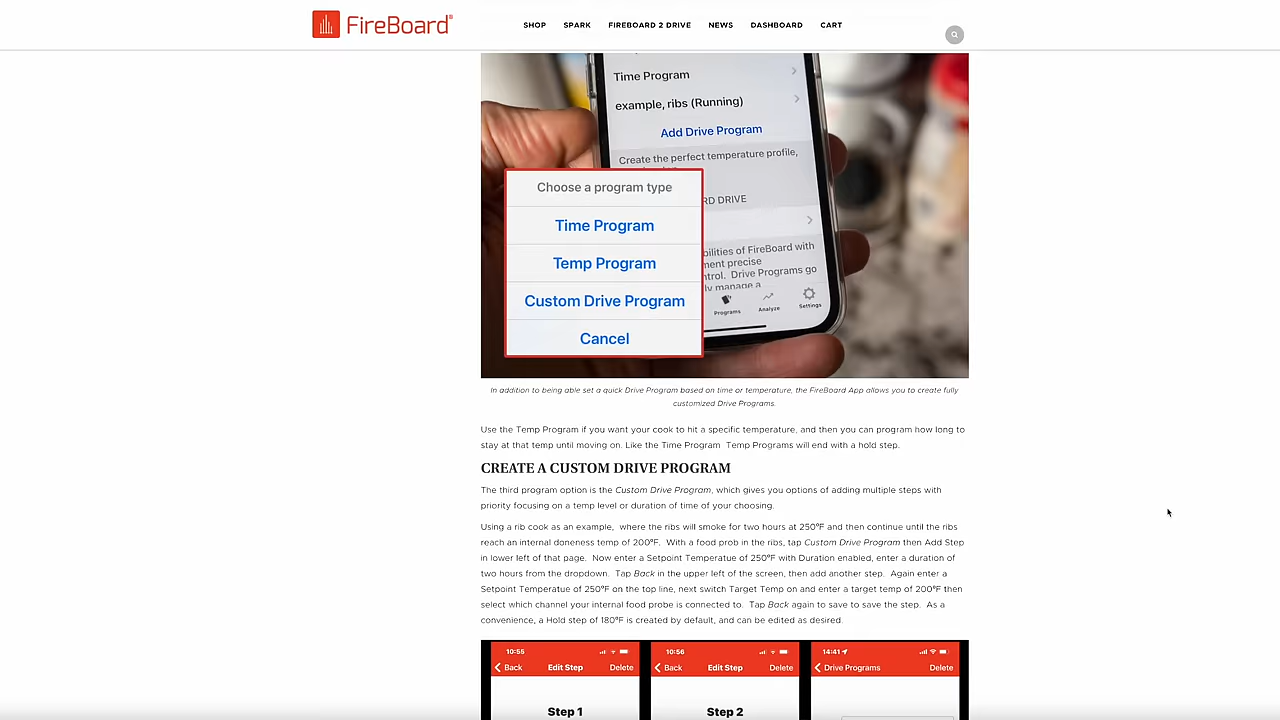 FireBoard®
SHOP SPARK FIREBOARD 2 DRIVE NEWS DASHBOARD CART
Time Program
example, ribs (Running)
Add Drive Program
Create the perfect temperature profile,
Choose a program type
Time Program
Temp Program
Custom Drive Program
Cancel
RD DRIVE
bilities of FireBoard with
ment precise
ntrol. Drive Programs go
ly manage a
Programs Analyze Settings
In addition to being able set a quick Drive Program based on time or temperature, the FireBoard App allows you to create fully
customized Drive Programs.
Use the Temp Program if you want your cook to hit a specific temperature, and then you can program how long to
stay at that temp until moving on. Like the Time Program Temp Programs will end with a hold step.
CREATE A CUSTOM DRIVE PROGRAM
The third program option is the Custom Drive Program, which gives you options of adding multiple steps with
priority focusing on a temp level or duration of time of your choosing.
Using a rib cook as an example, where the ribs will smoke for two hours at 250°F and then continue until the ribs
reach an internal doneness temp of 200°F. With a food prob in the ribs, tap Custom Drive Program then Add Step
in lower left of that page. Now enter a Setpoint Temperatue of 250°F with Duration enabled, enter a duration of
two hours from the dropdown. Tap Back in the upper left of the screen, then add another step. Again enter a
Setpoint Temperatue of 250°F on the top line, next switch Target Temp on and enter a target temp of 200°F then
select which channel your internal food probe is connected to. Tap Back again to save to save the step. As a
convenience, a Hold step of 180°F is created by default, and can be edited as desired.
10:55
Back Edit Step Delete
Step 1
10:56
Back Edit Step Delete
Step 2
14:41
Drive Programs Delete